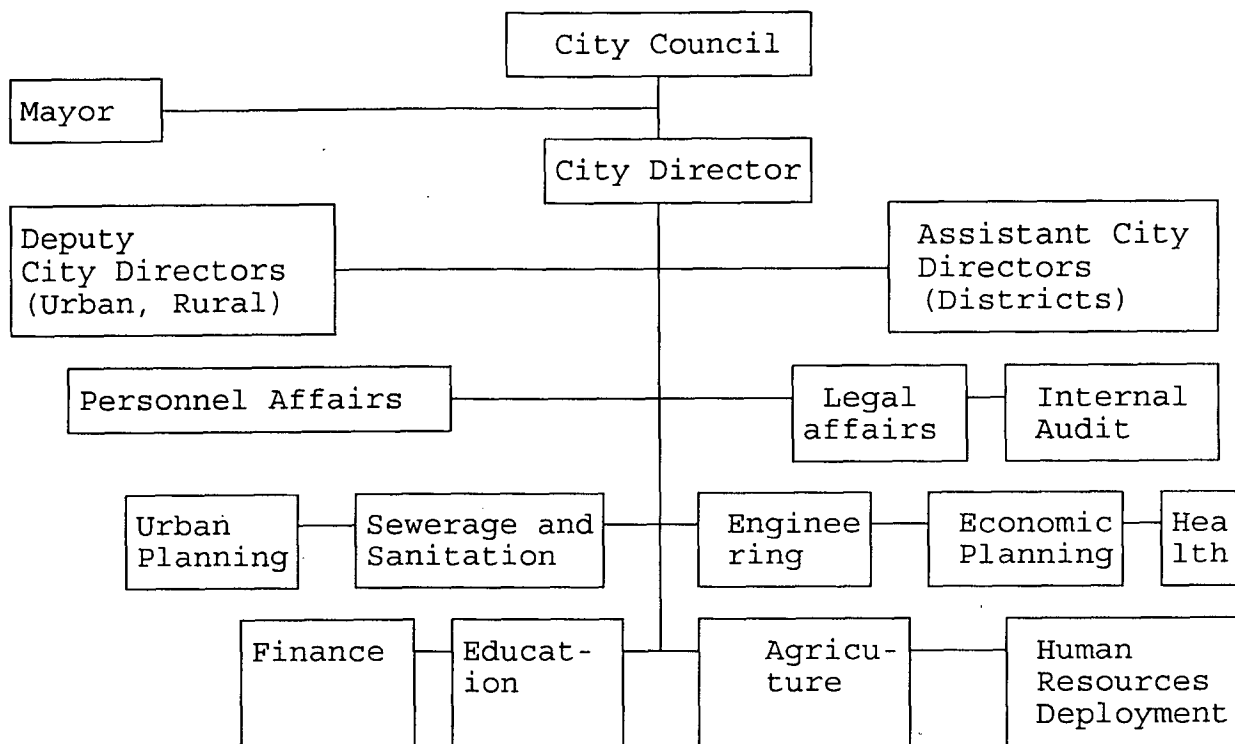 City Council
Mayor
City Director
Deputy
City Directors
(Urban, Rural)
Assistant City
Directors
(Districts)
Personnel Affairs
Legal
affairs
Internal
Audit
Urban
Planning
Sewerage and
Sanitation
Enginee
ring
Economic
Planning
Hea
lth
Finance
Educat-
ion
Agricu-
ture
Human
Resources
Deployment